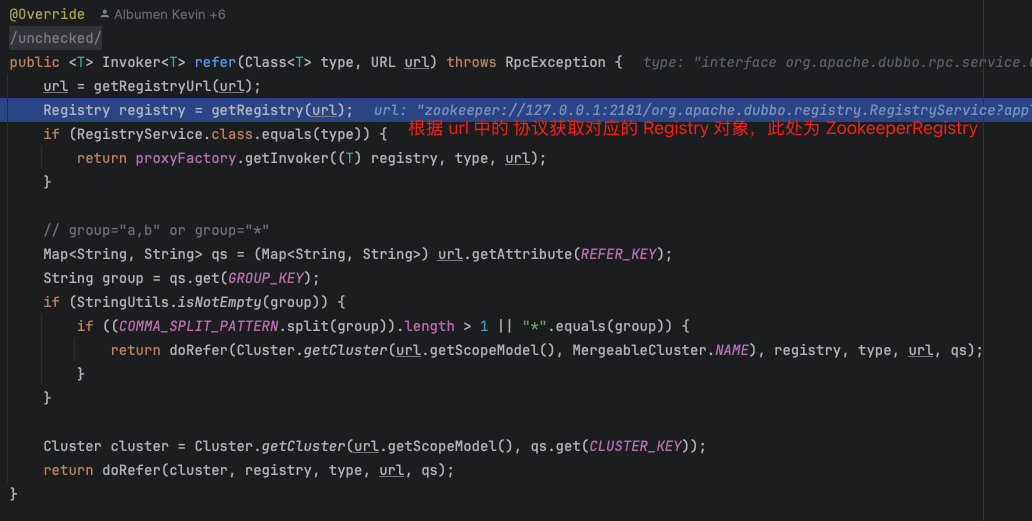 @Override  Albumen Kevin +6
/unchecked/
public <T> Invoker<T> refer(Class<T> type, URL url) throws RpcException {  type: "interface org.apache.dubbo.rpc.service.
url = getRegistryUrl(url);
Registry registry = getRegistry(url);  url: "zookeeper://127.0.0.1:2181/org.apache.dubbo.registry.RegistryService?app
if (RegistryService.class.equals(type)) {
根据 url 中的 协议获取对应的 Registry 对象，此处为 ZookeeperRegistry
return proxyFactory.getInvoker((T) registry, type, url);
}
// group="a,b" or group="*"
Map<String, String> qs = (Map<String, String>) url.getAttribute(REFER_KEY);
String group = qs.get(GROUP_KEY);
if (StringUtils.isNotEmpty(group)) {
if ((COMMA_SPLIT_PATTERN.split(group)).length > 1 || "*".equals(group)) {
return doRefer(Cluster.getCluster(url.getScopeModel(), MergeableCluster.NAME), registry, type, url, qs);
}
}
Cluster cluster = Cluster.getCluster(url.getScopeModel(), qs.get(CLUSTER_KEY));
return doRefer(cluster, registry, type, url, qs);
}